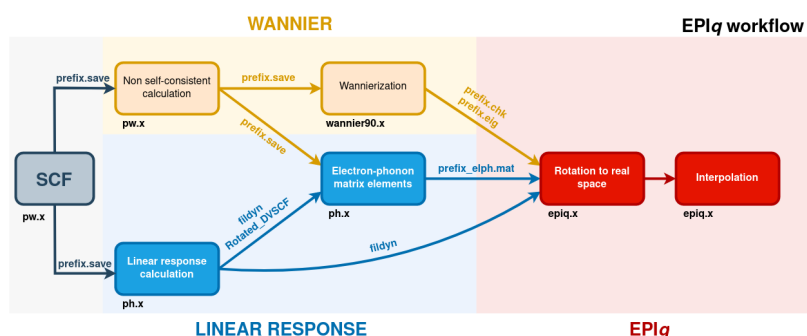 WANNIER
EPIq workflow
prefix.save
Non self-consistent
calculation
pw.x
prefix.save
Wannierization
wannier90.x
prefix.chk
prefix.eig
prefix.save
SCF
pw.x
Electron-phonon
matrix elements
ph.x
prefix_elph.mat
Rotation to real
space
epiq.x
Interpolation
epiq.x
fildyn
Rotated_DVSCF
fildyn
prefix.save
Linear response
calculation
ph.x
LINEAR RESPONSE
EPIq